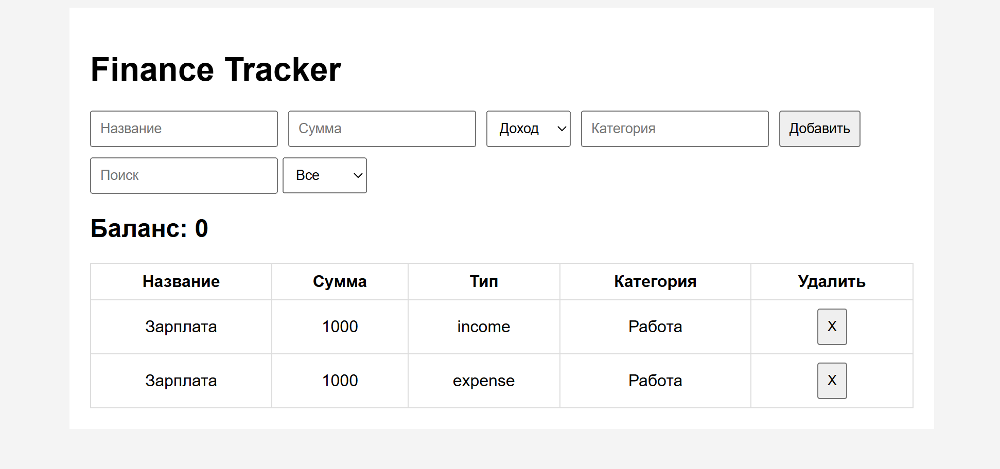 Finance Tracker
Название Сумма Доход Категория Добавить
Поиск Все
Баланс: 0
Название Сумма Тип Категория Удалить
Зарплата 1000 income Работа X
Зарплата 1000 expense Работа X